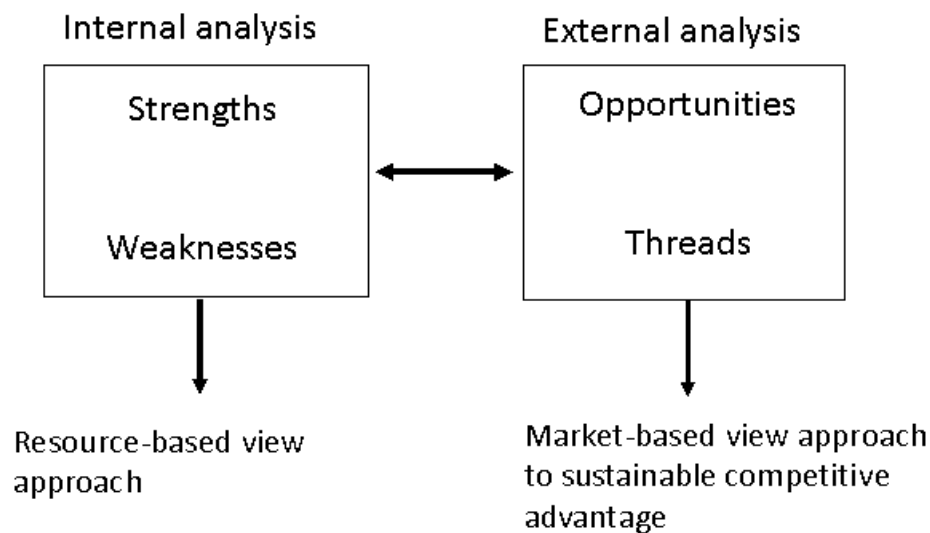 Internal analysis
Strengths
Weaknesses
Resource-based view
approach
External analysis
Opportunities
Threads
Market-based view approach
to sustainable competitive
advantage